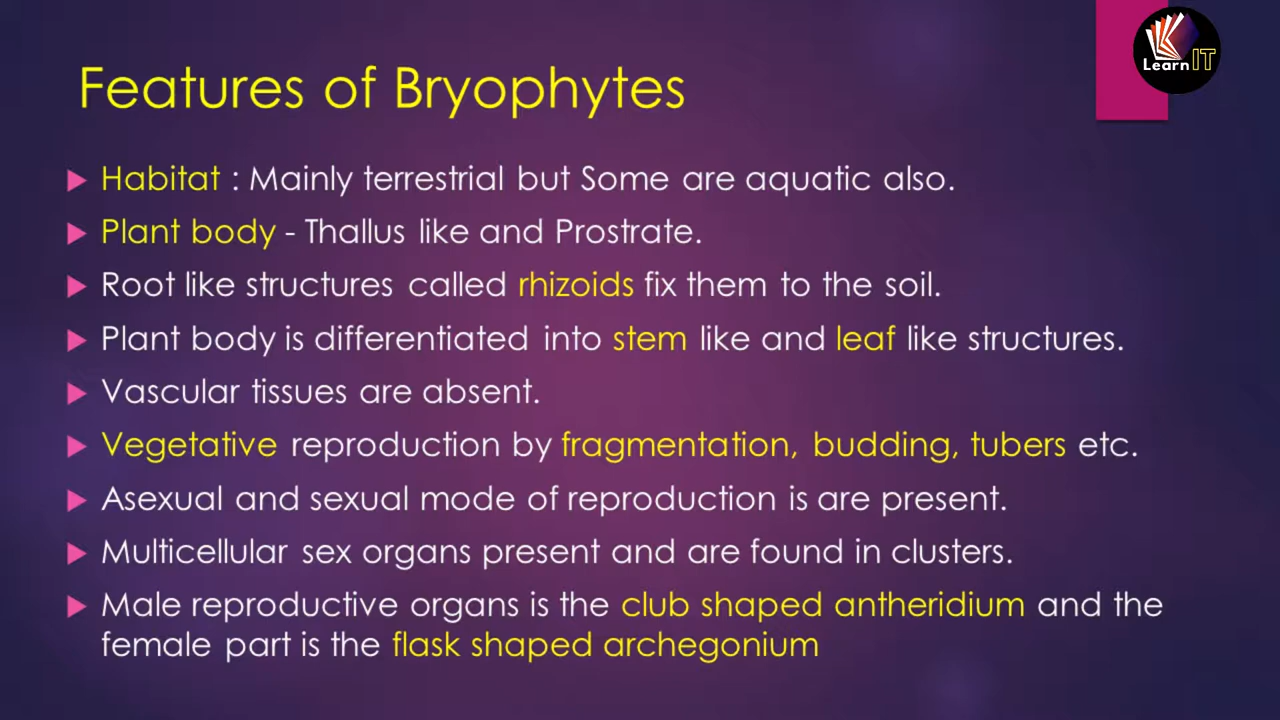 Learn IT
Features of Bryophytes
Habitat : Mainly terrestrial but Some are aquatic also.
Plant body - Thallus like and Prostrate.
Root like structures called rhizoids fix them to the soil.
Plant body is differentiated into stem like and leaf like structures.
Vascular tissues are absent.
Vegetative reproduction by fragmentation, budding, tubers etc.
Asexual and sexual mode of reproduction is are present.
Multicellular sex organs present and are found in clusters.
Male reproductive organs is the club shaped antheridium and the
female part is the flask shaped archegonium